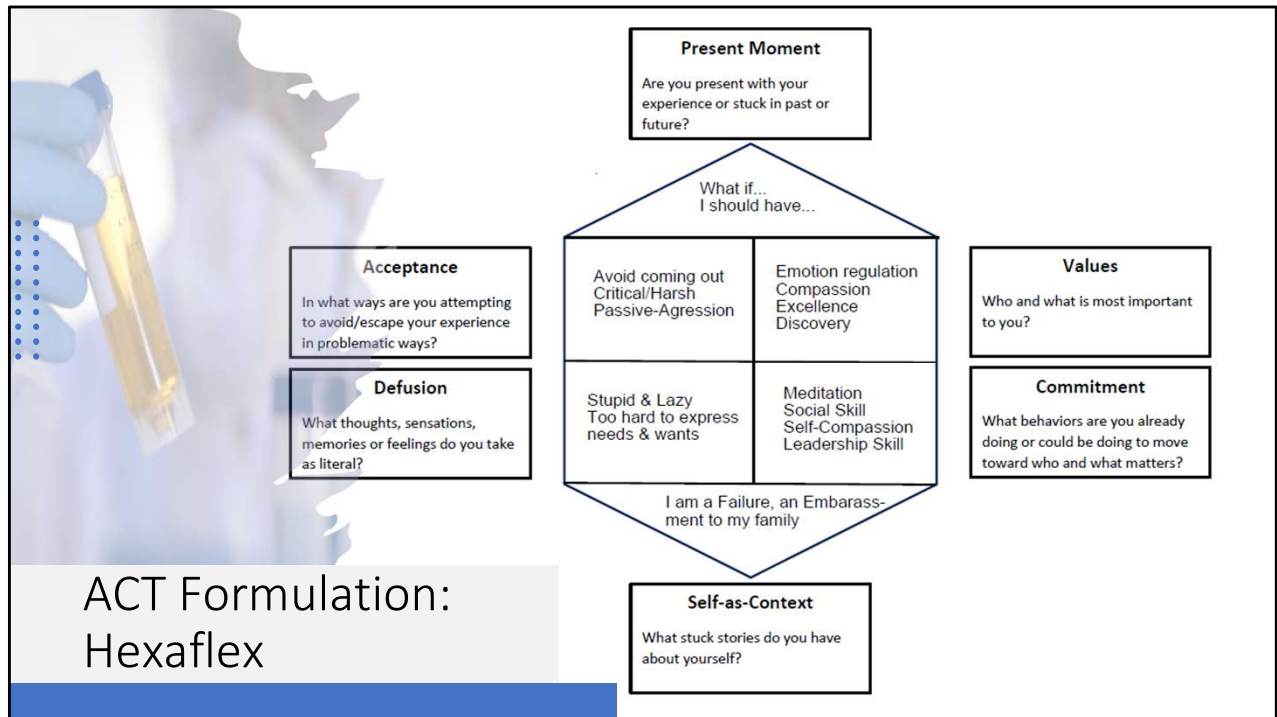 Present Moment
Are you present with your
experience or stuck in past or
future?
What if...
I should have...
Acceptance
In what ways are you attempting
to avoid/escape your experience
in problematic ways?
Avoid coming out
Critical/Harsh
Passive-Agression
Emotion regulation
Compassion
Excellence
Discovery
Values
Who and what is most important
to you?
Defusion
What thoughts, sensations,
memories or feelings do you take
as literal?
Stupid & Lazy
Too hard to express
needs & wants
Meditation
Social Skill
Self-Compassion
Leadership Skill
Commitment
What behaviors are you already
doing or could be doing to move
toward who and what matters?
I am a Failure, an Embarass-
ment to my family
Self-as-Context
What stuck stories do you have
about yourself?
ACT Formulation:
Hexaflex